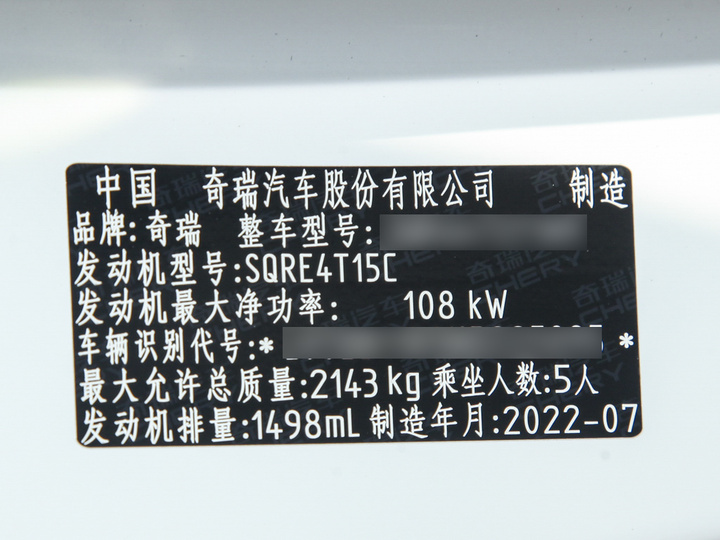 中国 奇瑞汽车股份有限公司 制造
品牌:奇瑞 整车型号:
发动机型号:SQRE4T15C
发动机最大净功率: 108 kW
车辆识别代号:* *
最大允许总质量:2143kg 乘坐人数:5人
发动机排量:1498mL 制造年月:2022-07